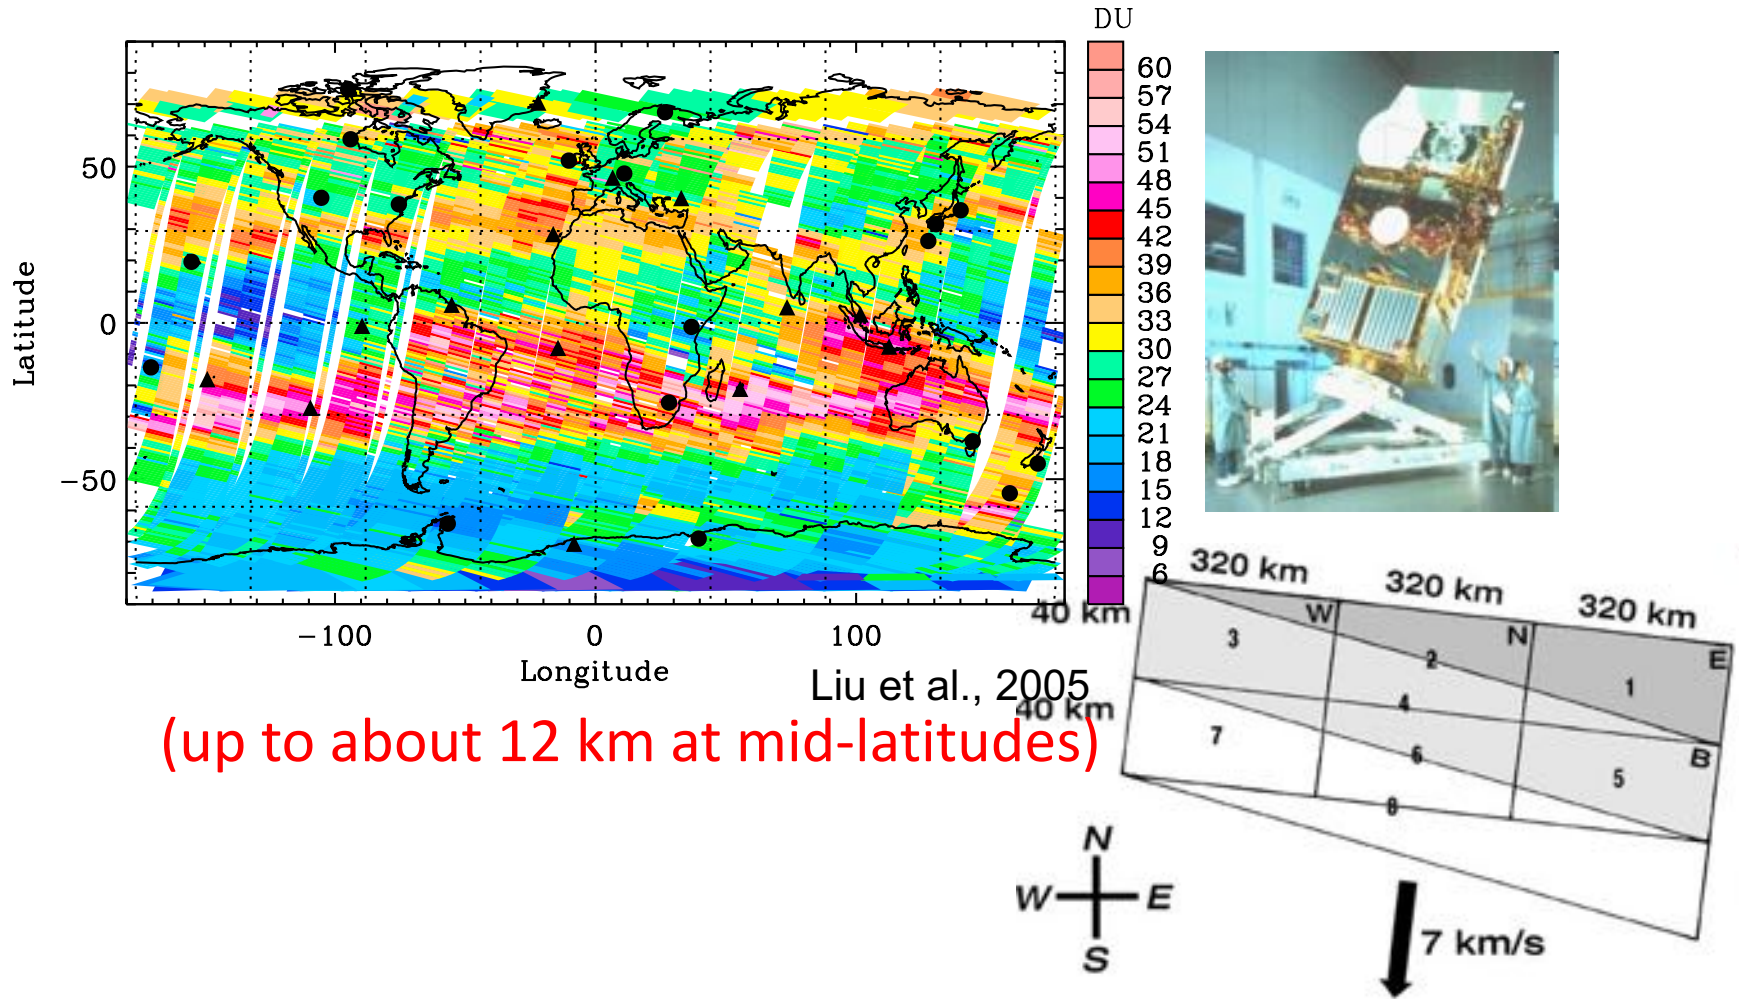 DU
60
57
54
51
48
45
42
39
36
33
30
27
24
21
18
15
12
9
6
Latitude
50
0
−50
−100
0
100
Longitude
Liu et al., 2005
(up to about 12 km at mid-latitudes)
320 km
320 km
320 km
40 km
W
N
E
3
2
1
40 km
4
B
7
6
5
8
N
W
E
S
7 km/s